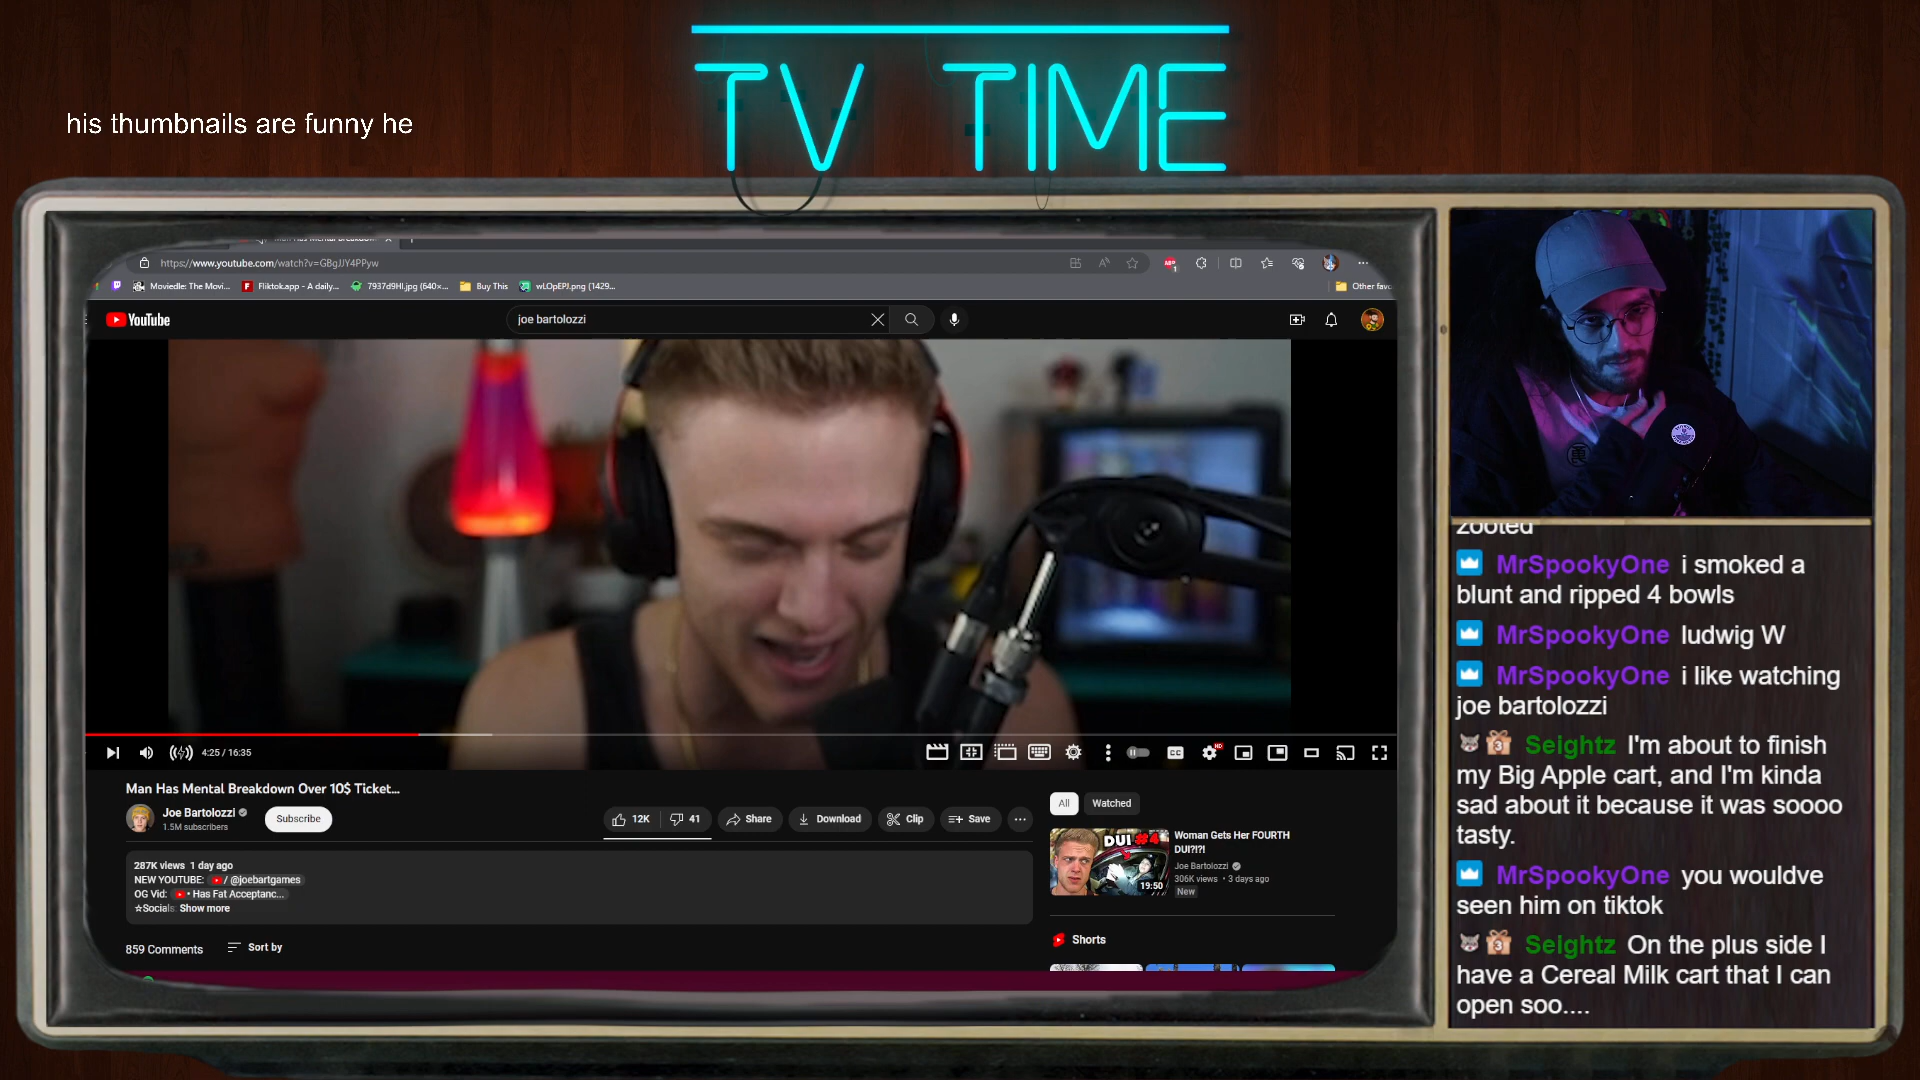 TV TIME
his thumbnails are funny he
https://www.youtube.com/watch?v=GBgJJY4PPyw
Moviedle: The Movi...
Fliktok.app - A daily...
7937d9HI.jpg (640×...
Buy This
wLOpEPJ.png (1429...
Other favo
YouTube
joe bartolozzi
4:25 / 16:35
Man Has Mental Breakdown Over 10$ Ticket...
Joe Bartolozzi
1.5M subscribers
Subscribe
12K
41
Share
Download
Clip
Save
287K views 1 day ago
NEW YOUTUBE: / @joebartgames
OG Vid: • Has Fat Acceptanc...
☆Socials: Show more
859 Comments
Sort by
All
Watched
DUI #4
19:50
Woman Gets Her FOURTH
DUI?!?!
Joe Bartolozzi
306K views • 3 days ago
New
Shorts
zooted
MrSpookyOne i smoked a
blunt and ripped 4 bowls
MrSpookyOne ludwig W
MrSpookyOne i like watching
joe bartolozzi
Seightz I'm about to finish
my Big Apple cart, and I'm kinda
sad about it because it was soooo
tasty.
MrSpookyOne you wouldve
seen him on tiktok
Seightz On the plus side I
have a Cereal Milk cart that I can
open soo....